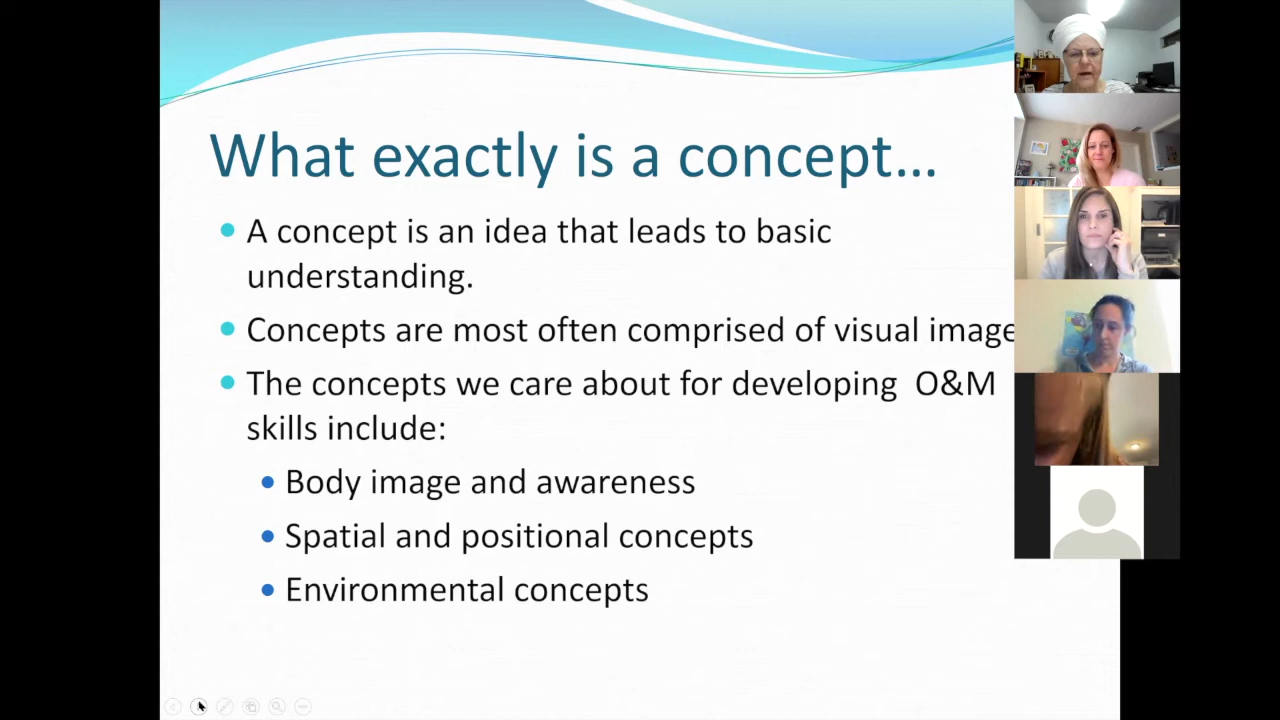 What exactly is a concept...
A concept is an idea that leads to basic
understanding.
Concepts are most often comprised of visual image
The concepts we care about for developing O&M
skills include:
Body image and awareness
Spatial and positional concepts
Environmental concepts